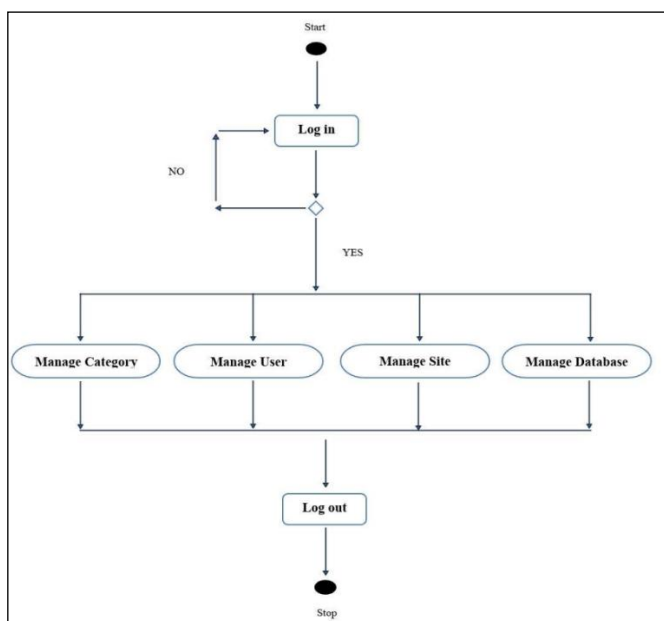 Start
Log in
NO
YES
Manage Category
Manage User
Manage Site
Manage Database
Log out
Stop